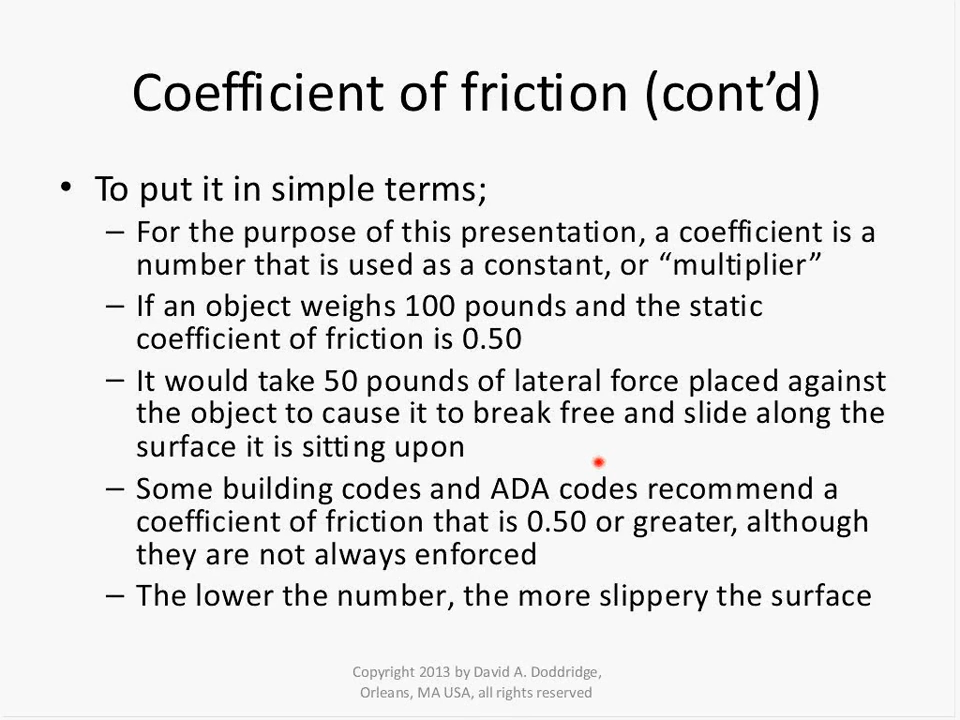 Coefficient of friction (cont’d)
• To put it in simple terms;
– For the purpose of this presentation, a coefficient is a
number that is used as a constant, or “multiplier”
– If an object weighs 100 pounds and the static
coefficient of friction is 0.50
– It would take 50 pounds of lateral force placed against
the object to cause it to break free and slide along the
surface it is sitting upon
– Some building codes and ADA codes recommend a
coefficient of friction that is 0.50 or greater, although
they are not always enforced
– The lower the number, the more slippery the surface
Copyright 2013 by David A. Doddridge,
Orleans, MA USA, all rights reserved